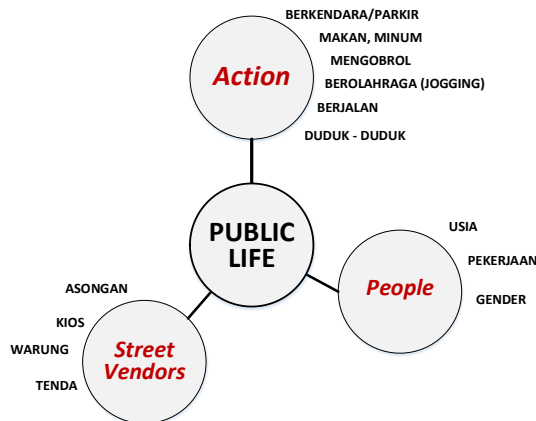 BERKENDARA/PARKIR
MAKAN, MINUM
MENGOBROL
BEROLAHRAGA (JOGGING)
BERJALAN
DUDUK - DUDUK
Action
PUBLIC
LIFE
USIA
PEKERJAAN
GENDER
People
ASONGAN
KIOS
WARUNG
TENDA
Street
Vendors